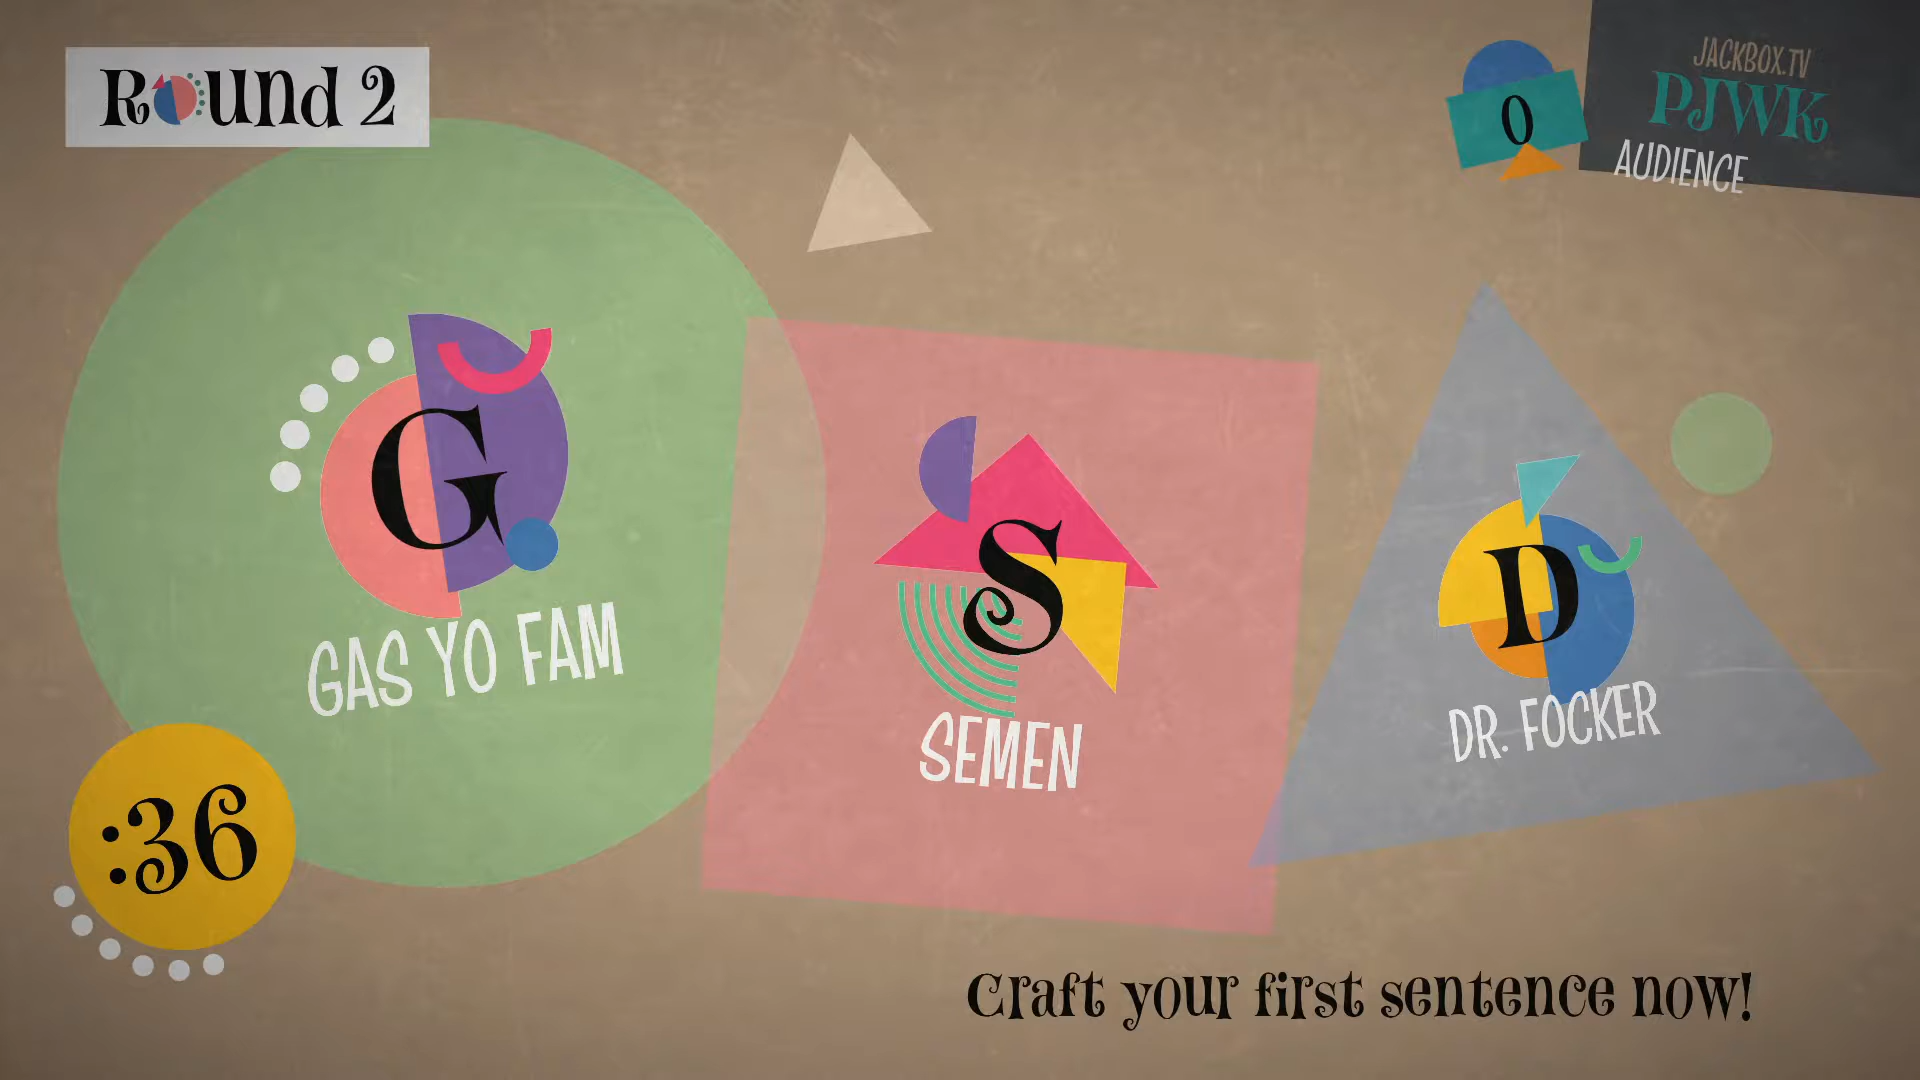 Round 2
JACKBOX.TV
PJWK
0
AUDIENCE
G
GAS YO FAM
S
SEMEN
D
DR. FOCKER
:36
Craft your first sentence now!